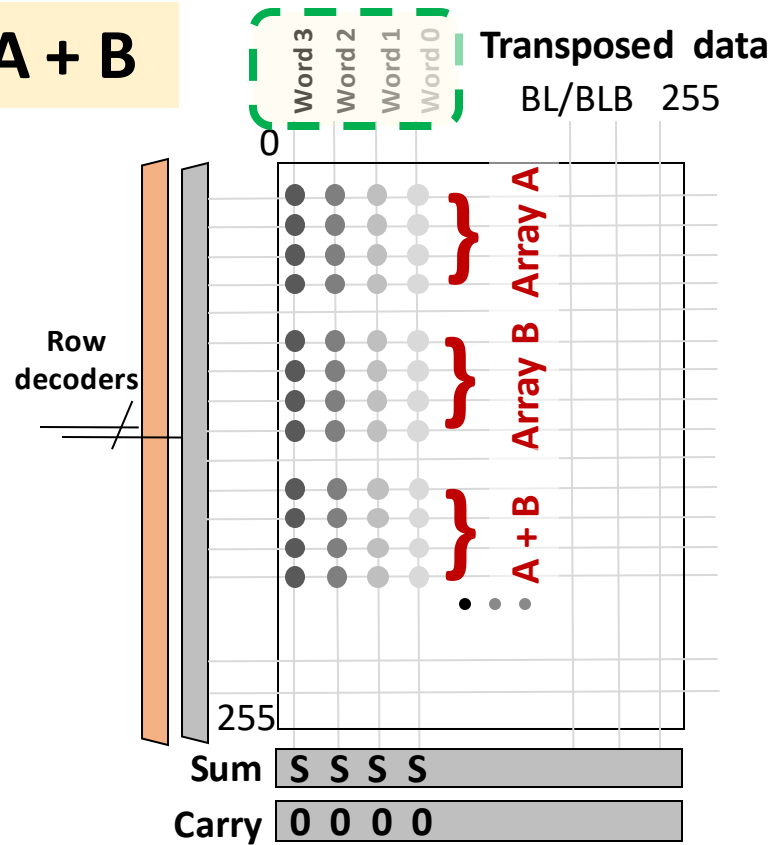 A + B
Word 3
Word 2
Word 1
Word 0
Transposed data
BL/BLB 255
0
Array A
Array B
A + B
Row
decoders
255
Sum S S S S
Carry 0 0 0 0